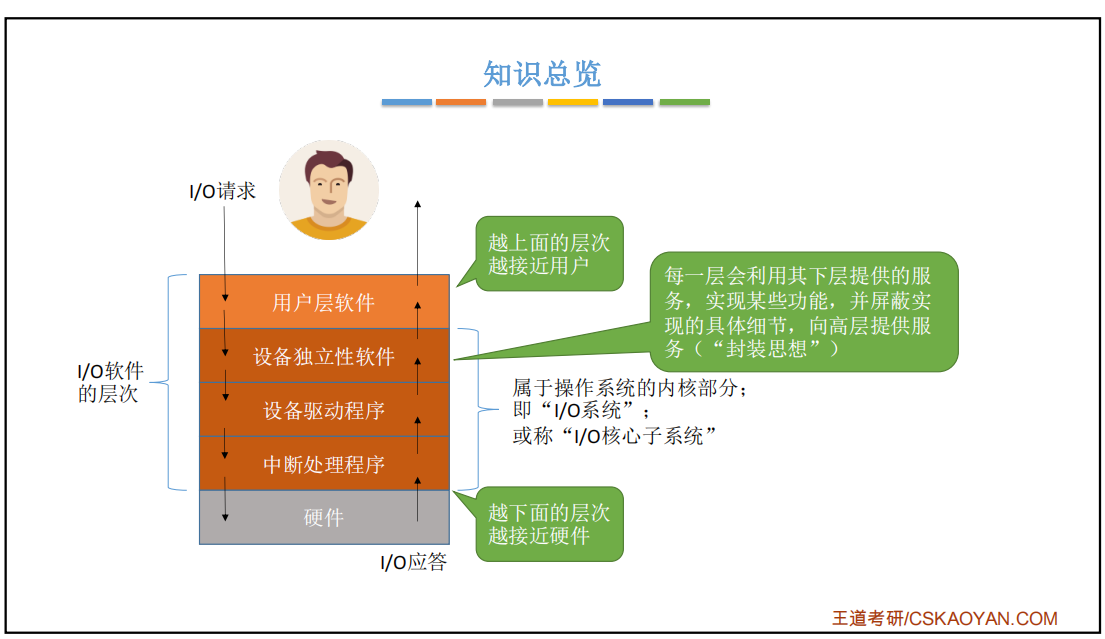 知识总览
I/O请求
越上面的层次
越接近用户
每一层会利用其下层提供的服
务，实现某些功能，并屏蔽实
现的具体细节，向高层提供服
务（“封装思想”）
用户层软件
设备独立性软件
I/O软件
的层次
设备驱动程序
属于操作系统的内核部分；
即“I/O系统”；
或称“I/O核心子系统”
中断处理程序
硬件
越下面的层次
越接近硬件
I/O应答
王道考研/CSKAOYAN.COM